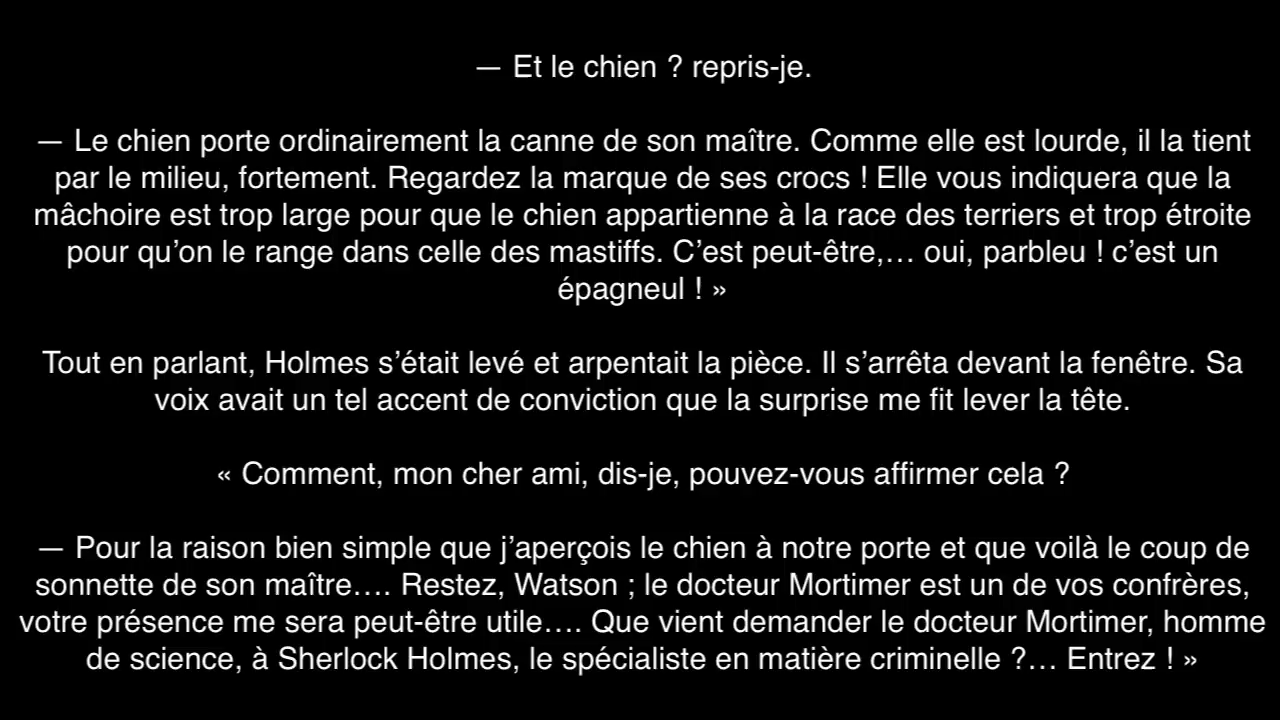 — Et le chien ? repris-je.
— Le chien porte ordinairement la canne de son maître. Comme elle est lourde, il la tient
par le milieu, fortement. Regardez la marque de ses crocs ! Elle vous indiquera que la
mâchoire est trop large pour que le chien appartienne à la race des terriers et trop étroite
pour qu’on le range dans celle des mastiffs. C’est peut-être,… oui, parbleu ! c’est un
épagneul ! »
Tout en parlant, Holmes s’était levé et arpentait la pièce. Il s’arrêta devant la fenêtre. Sa
voix avait un tel accent de conviction que la surprise me fit lever la tête.
« Comment, mon cher ami, dis-je, pouvez-vous affirmer cela ?
— Pour la raison bien simple que j’aperçois le chien à notre porte et que voilà le coup de
sonnette de son maître…. Restez, Watson ; le docteur Mortimer est un de vos confrères,
votre présence me sera peut-être utile…. Que vient demander le docteur Mortimer, homme
de science, à Sherlock Holmes, le spécialiste en matière criminelle ?… Entrez ! »